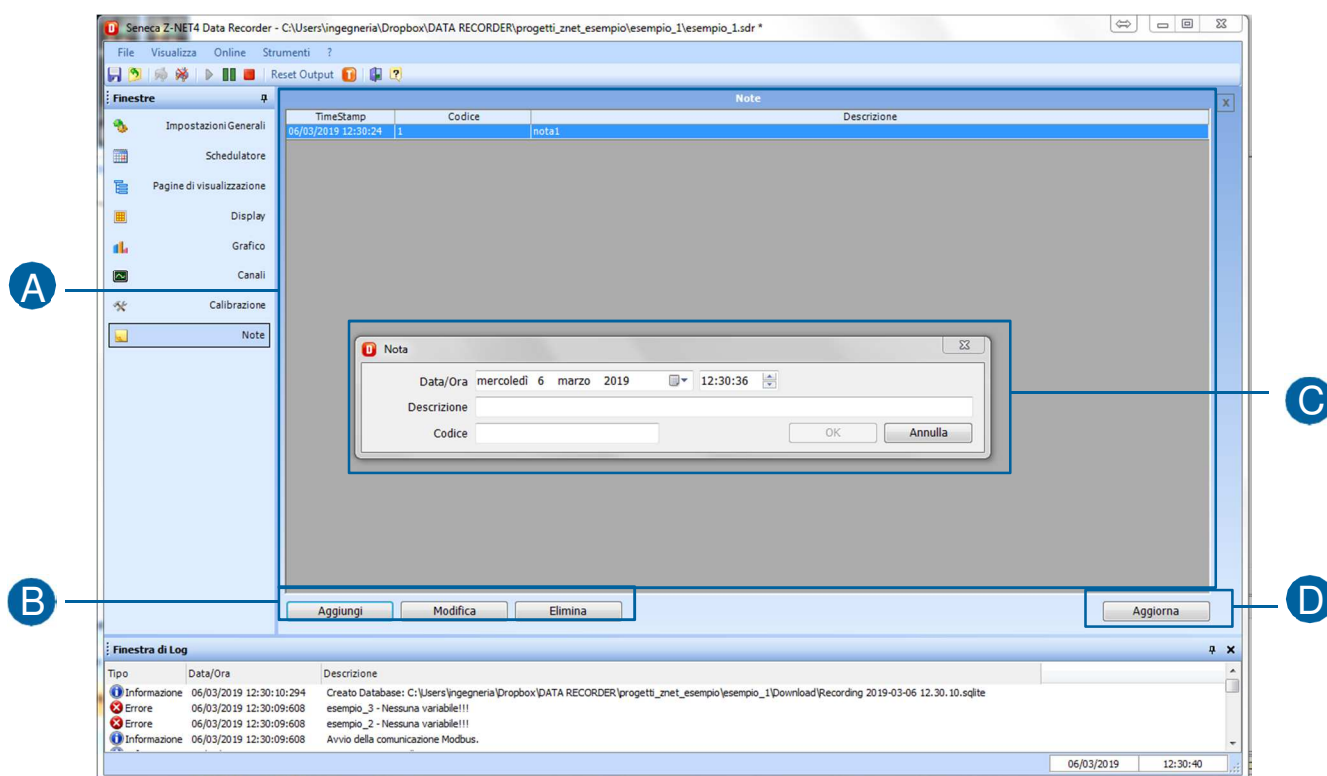 Seneca Z-NET4 Data Recorder - C:\Users\ingegneria\Dropbox\DATA RECORDER\progetti_znet_esempio\esempio_1\esempio_1.sdr *
File Visualizza Online Strumenti ?
Reset Output
Finestre
Note
X
TimeStamp Codice Descrizione
06/03/2019 12:30:24 1 nota1
Impostazioni Generali
Schedulatore
Pagine di visualizzazione
Display
Grafico
Canali
Calibrazione
Note
A
Nota
Data/Ora mercoledì 6 marzo 2019 12:30:36
Descrizione
Codice OK Annulla
C
B
Aggiungi Modifica Elimina Aggiorna
D
Finestra di Log
Tipo Data/Ora Descrizione
Informazione 06/03/2019 12:30:10:294 Creato Database: C:\Users\ingegneria\Dropbox\DATA RECORDER\progetti_znet_esempio\esempio_1\Download\Recording 2019-03-06 12.30.10.sqlite
Errore 06/03/2019 12:30:09:608 esempio_3 - Nessuna variabile!!!
Errore 06/03/2019 12:30:09:608 esempio_2 - Nessuna variabile!!!
Informazione 06/03/2019 12:30:09:608 Avvio della comunicazione Modbus.
06/03/2019 12:30:40